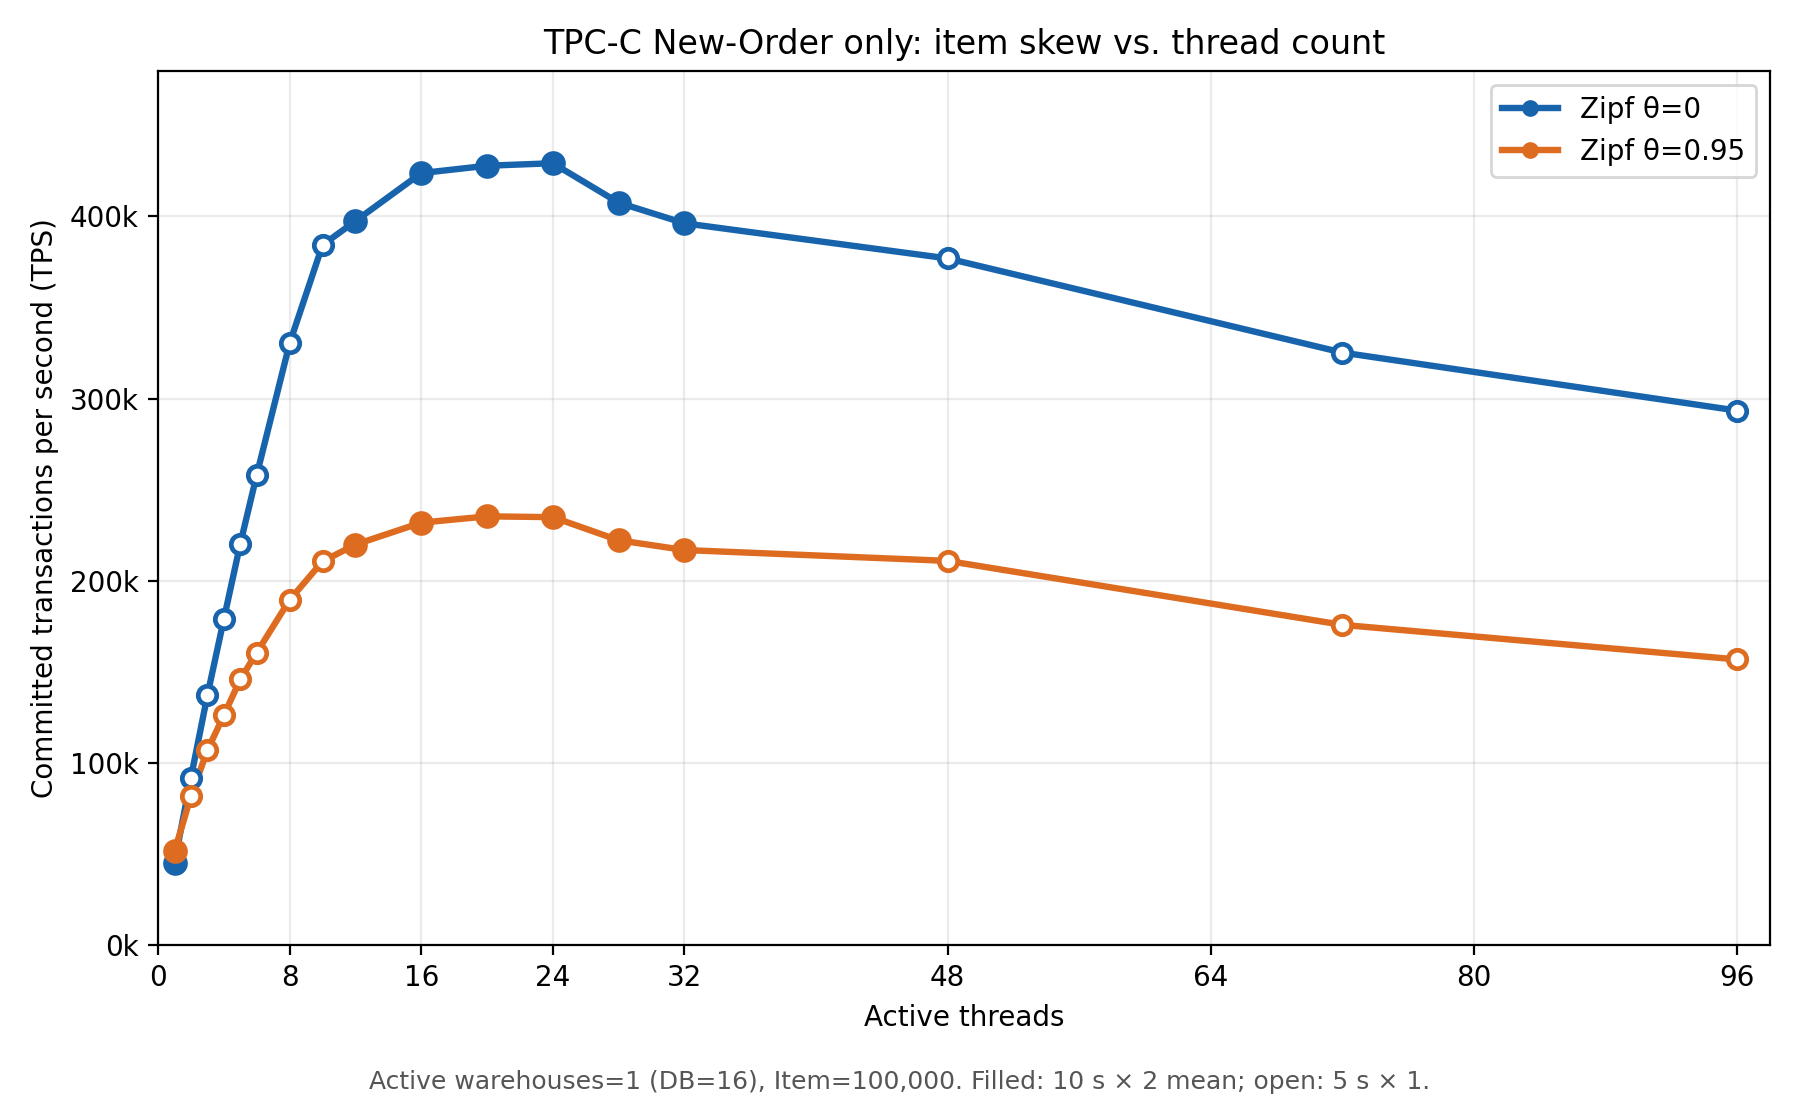 TPC-C New-Order only: item skew vs. thread count
Zipf θ=0
Zipf θ=0.95
Committed transactions per second (TPS)
400k
300k
200k
100k
0k
0 8 16 24 32 48 64 80 96
Active threads
Active warehouses=1 (DB=16), Item=100,000. Filled: 10 s × 2 mean; open: 5 s × 1.